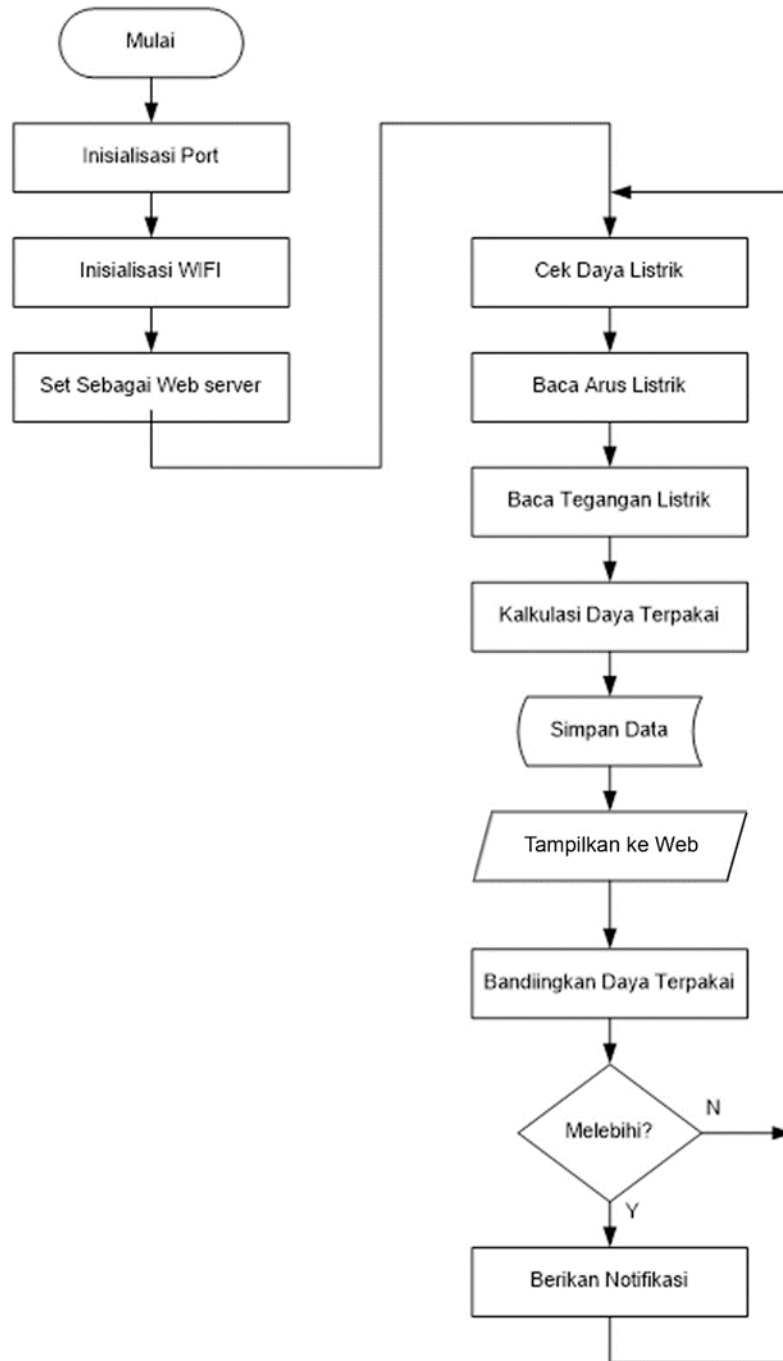 Mulai
Inisialisasi Port
Inisialisasi WIFI
Set Sebagai Web server
Cek Daya Listrik
Baca Arus Listrik
Baca Tegangan Listrik
Kalkulasi Daya Terpakai
Simpan Data
Tampilkan ke Web
Bandiingkan Daya Terpakai
Melebihi?
N
Y
Berikan Notifikasi